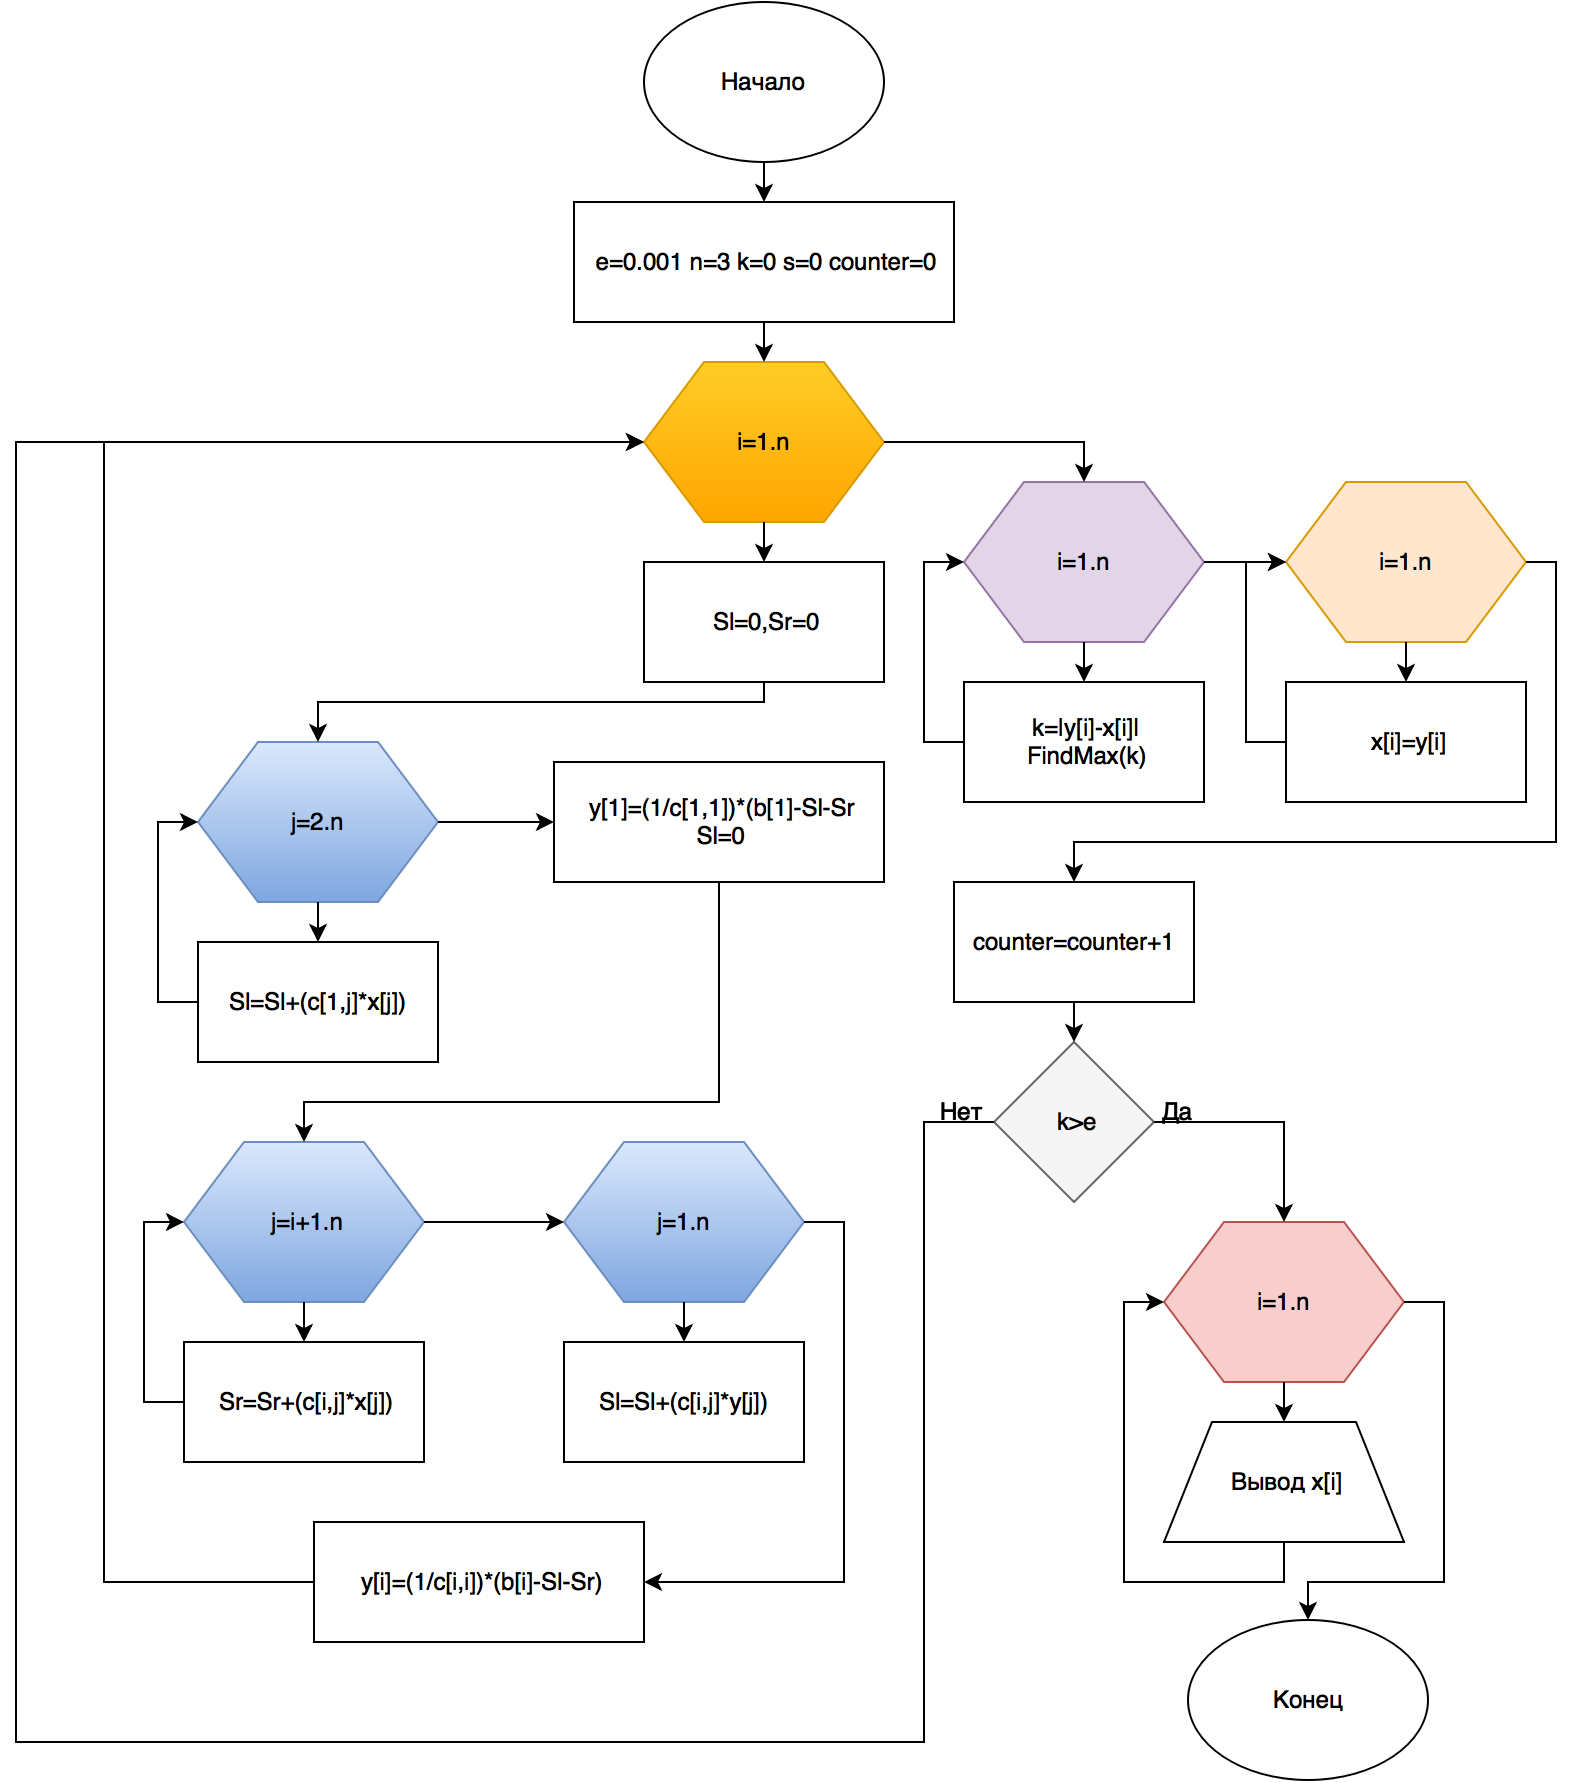 Начало
e=0.001 n=3 k=0 s=0 counter=0
i=1.n
Sl=0,Sr=0
i=1.n
i=1.n
k=|y[i]-x[i]|
FindMax(k)
x[i]=y[i]
j=2.n
y[1]=(1/c[1,1])*(b[1]-Sl-Sr
Sl=0
Sl=Sl+(c[1,j]*x[j])
counter=counter+1
Нет
k>e
Да
j=i+1.n
j=1.n
Sr=Sr+(c[i,j]*x[j])
Sl=Sl+(c[i,j]*y[j])
i=1.n
Вывод x[i]
y[i]=(1/c[i,i])*(b[i]-Sl-Sr)
Конец